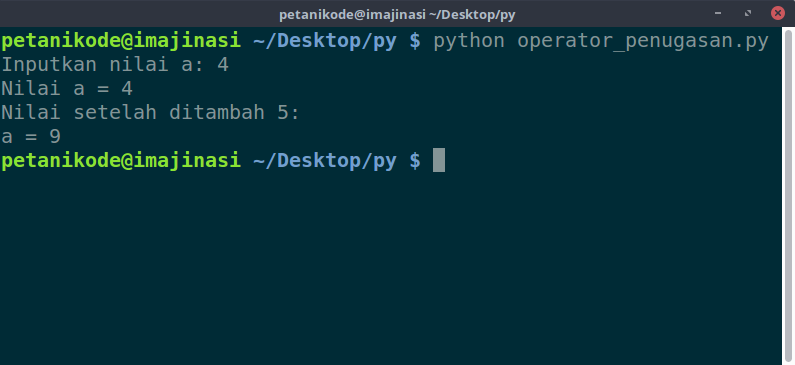 petanikode@imajinasi ~/Desktop/py
petanikode@imajinasi ~/Desktop/py $ python operator_penugasan.py
Inputkan nilai a: 4
Nilai a = 4
Nilai setelah ditambah 5:
a = 9
petanikode@imajinasi ~/Desktop/py $